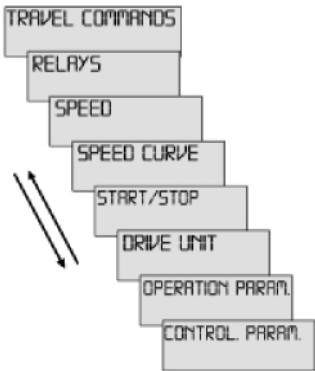 TRAVEL COMMANDS
RELAYS
SPEED
SPEED CURVE
START/STOP
DRIVE UNIT
OPERATION PARAM.
CONTROL. PARAM.